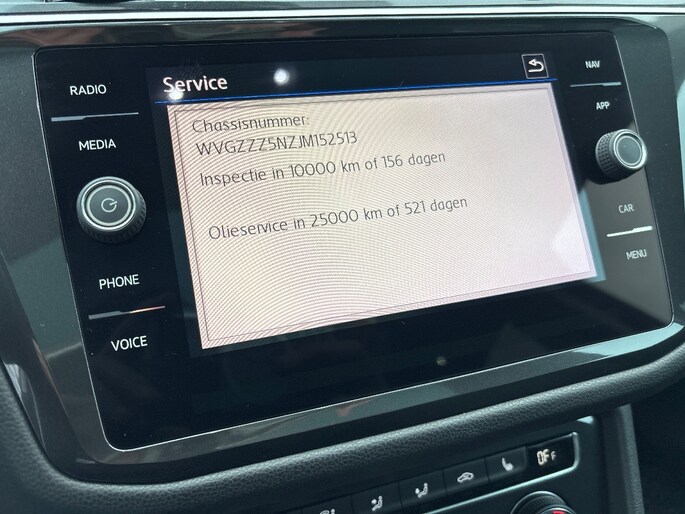 RADIO
MEDIA
PHONE
VOICE
Service
Chassisnummer:
WVGZZZ5NZJM152513
Inspectie in 10000 km of 156 dagen
Olieservice in 25000 km of 521 dagen
NAV
APP
CAR
MENU